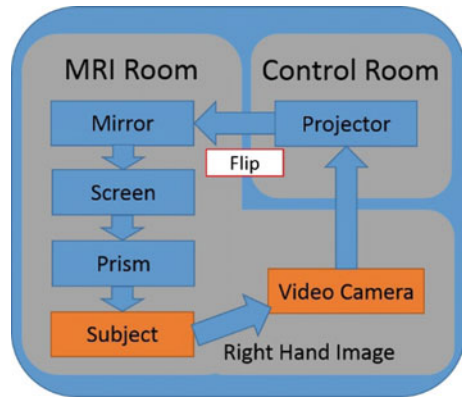 MRI Room
Control Room
Mirror
Projector
Flip
Screen
Prism
Video Camera
Subject
Right Hand Image